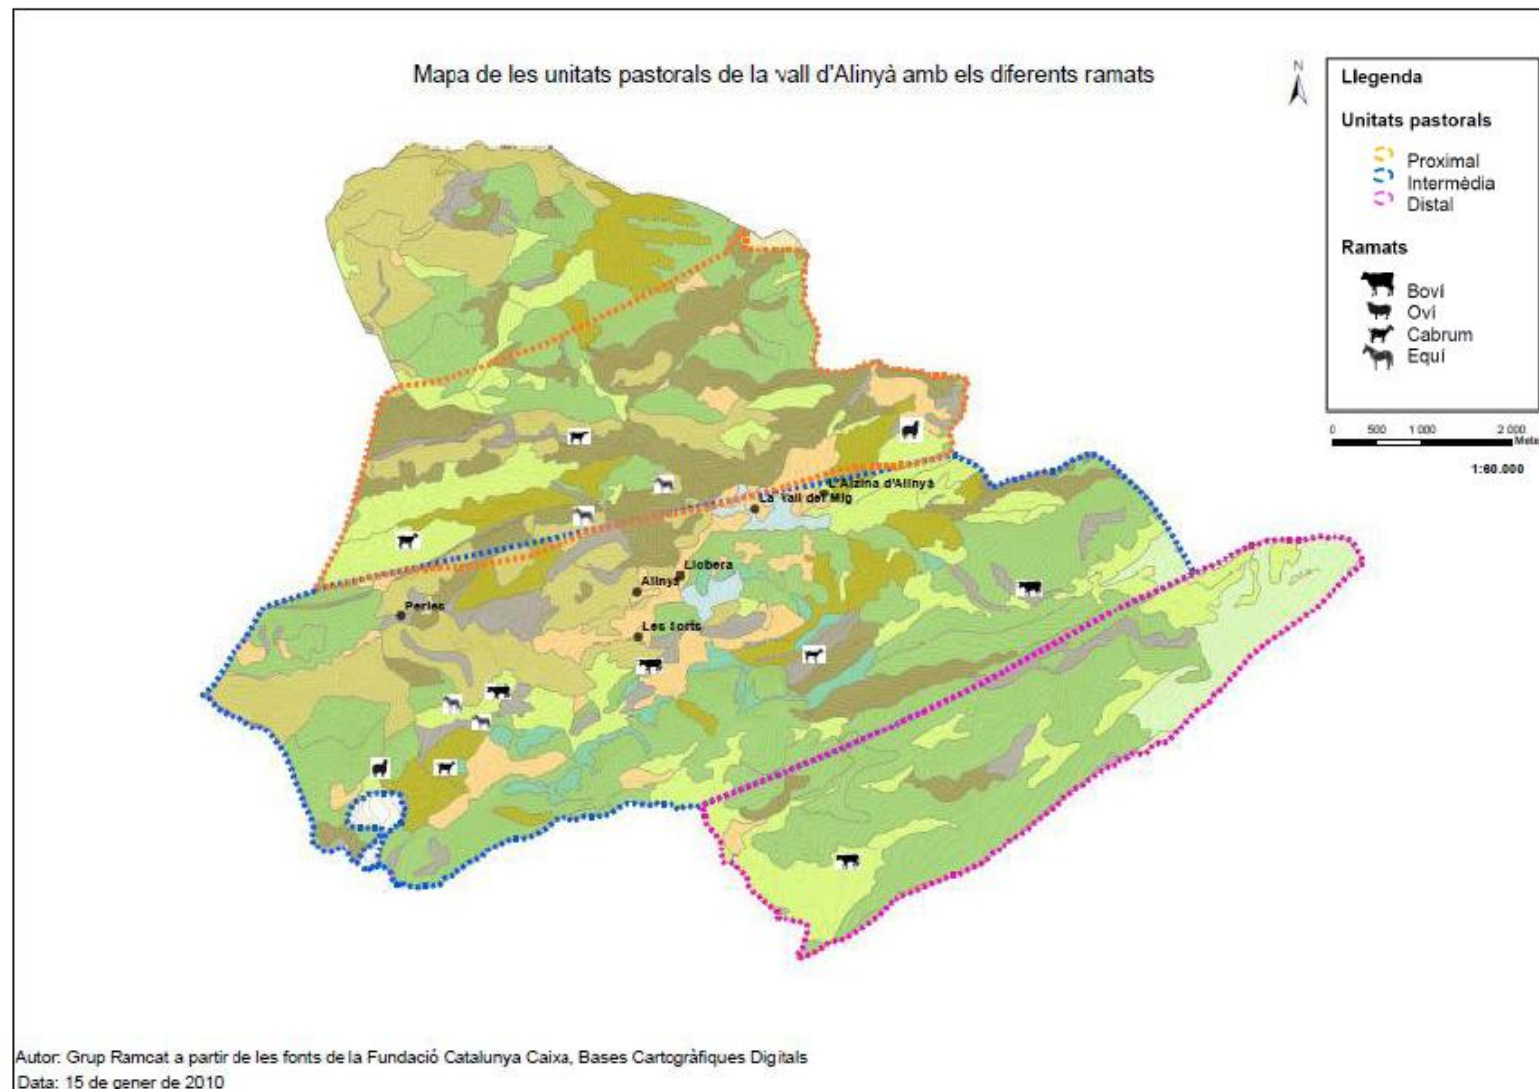 Mapa de les unitats pastorals de la vall d'Alinyà amb els diferents ramats
N
Llegenda
Unitats pastorals
Proximal
Intermèdia
Distal
Ramats
Boví
Oví
Cabrum
Equí
0 500 1 000 2 000
Mete
1:60.000
L'Alzina d'Alinyà
La Vall del Mig
Llobera
Alinyà
Perles
Les Sorts
Autor: Grup Ramcat a partir de les fonts de la Fundació Catalunya Caixa, Bases Cartogràfiques Digitals
Data: 15 de gener de 2010